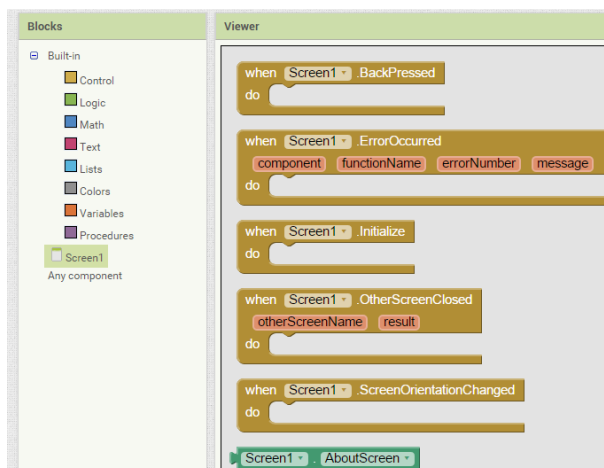 Blocks
Built-in
Control
Logic
Math
Text
Lists
Colors
Variables
Procedures
Screen1
Any component
Viewer
when Screen1 .BackPressed
do
when Screen1 .ErrorOccurred
component functionName errorNumber message
do
when Screen1 .Initialize
do
when Screen1 .OtherScreenClosed
otherScreenName result
do
when Screen1 .ScreenOrientationChanged
do
Screen1 . AboutScreen